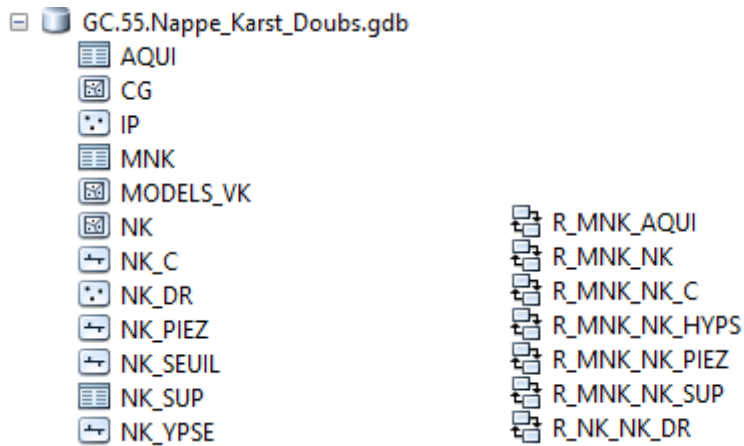 GC.55.Nappe_Karst_Doubs.gdb
AQUI
CG
IP
MNK
MODELS_VK
NK
NK_C
NK_DR
NK_PIEZ
NK_SEUIL
NK_SUP
NK_YPSE
R_MNK_AQUI
R_MNK_NK
R_MNK_NK_C
R_MNK_NK_HYPS
R_MNK_NK_PIEZ
R_MNK_NK_SUP
R_NK_NK_DR